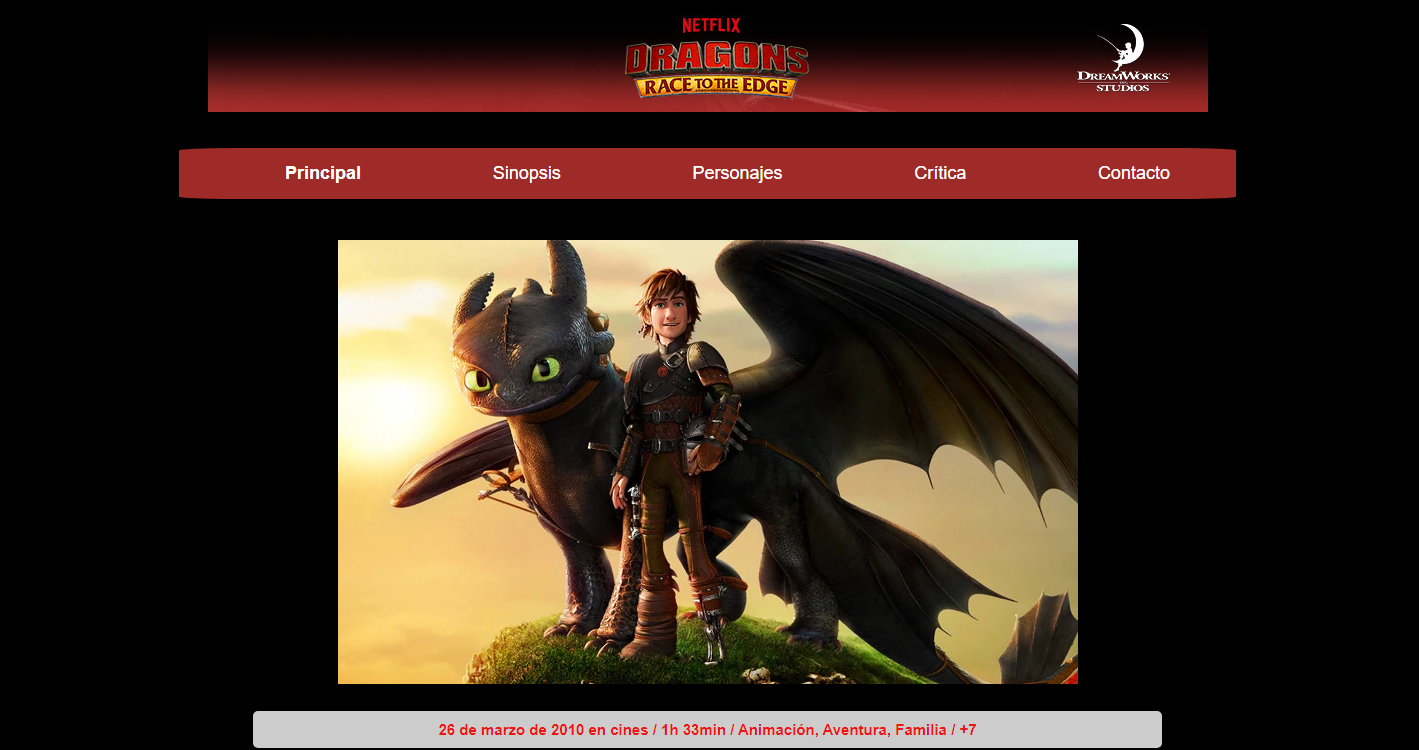 NETFLIX
DRAGONS
RACE TO THE EDGE
DREAMWORKS
STUDIOS
Principal Sinopsis Personajes Crítica Contacto
26 de marzo de 2010 en cines / 1h 33min / Animación, Aventura, Familia / +7